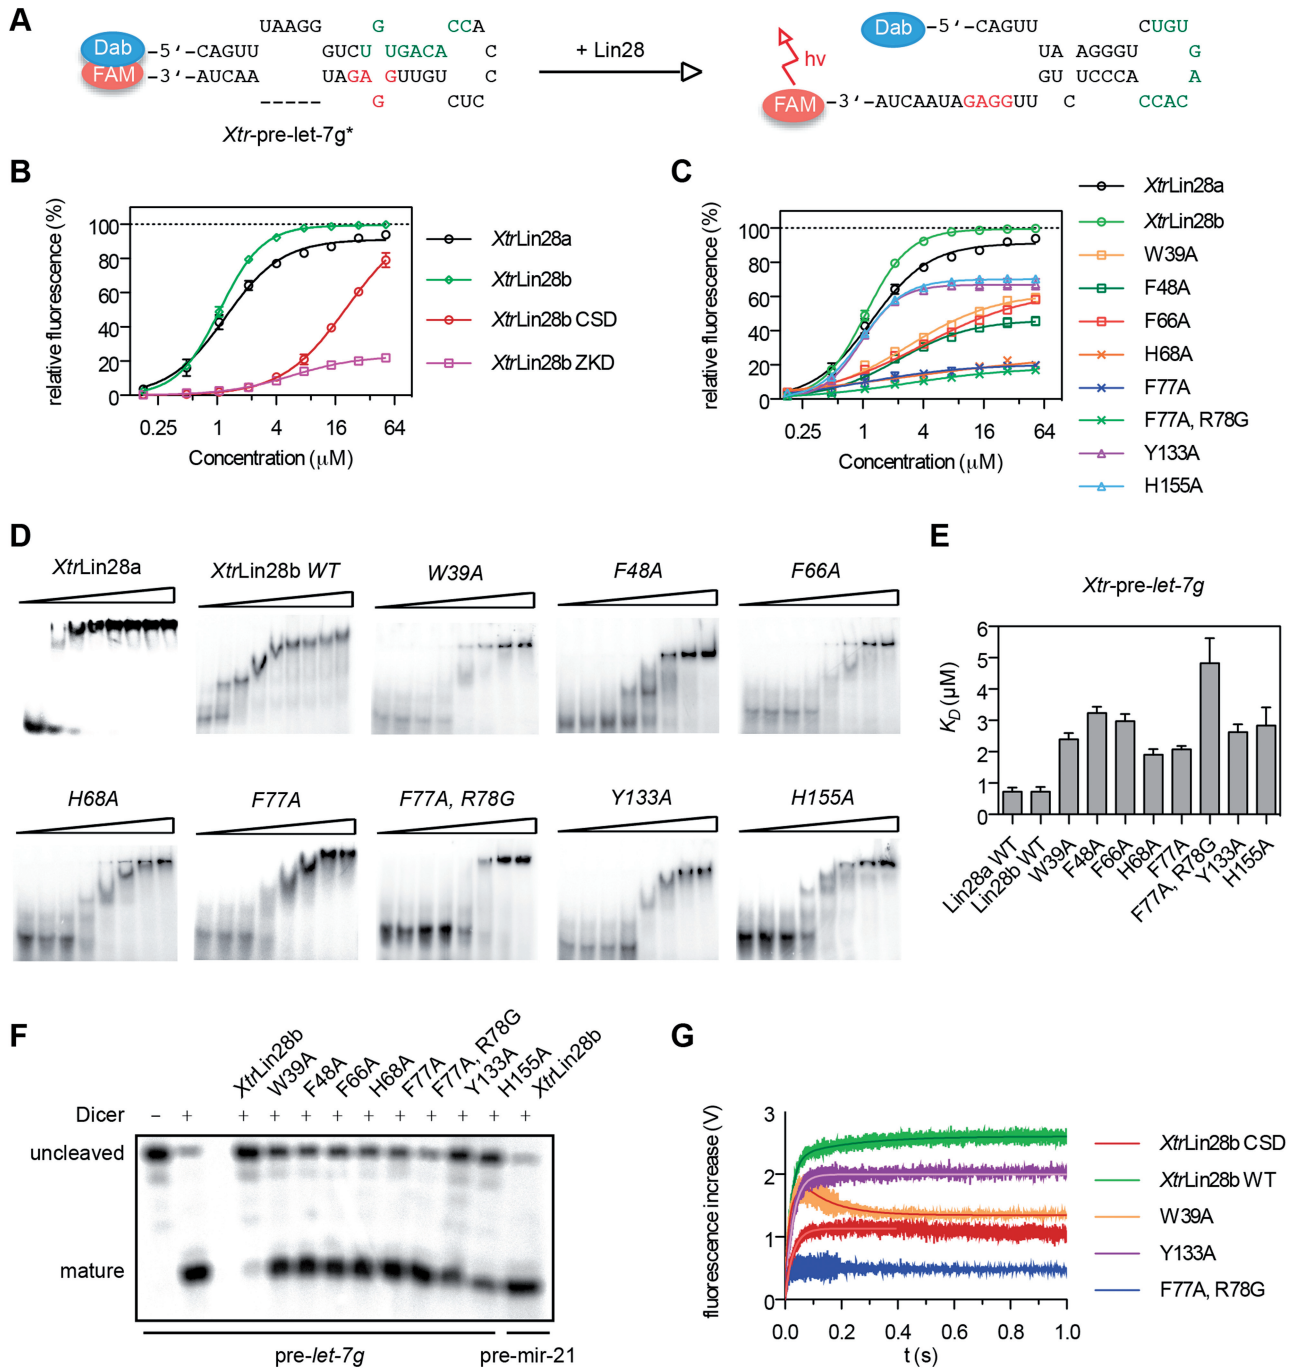 A
UAAGG G CCA
Dab -5'-CAGUU GUCU UGACA C
FAM -3'-AUCAA UAGA GUUGU C
----- G CUC
Xtr-pre-let-7g*
+ Lin28
hν
Dab -5'-CAGUU CUGU
UA AGGGU G
GU UCCCA A
FAM -3'-AUCAAUAGAGGUU C CCAC
B
relative fluorescence (%)
100
80
60
40
20
0
0.25 1 4 16 64
Concentration (μM)
XtrLin28a
XtrLin28b
XtrLin28b CSD
XtrLin28b ZKD
C
relative fluorescence (%)
100
80
60
40
20
0
0.25 1 4 16 64
Concentration (μM)
XtrLin28a
XtrLin28b
W39A
F48A
F66A
H68A
F77A
F77A, R78G
Y133A
H155A
D
XtrLin28a XtrLin28b WT W39A F48A F66A
H68A F77A F77A, R78G Y133A H155A
E
Xtr-pre-let-7g
K_D (μM)
6
5
4
3
2
1
0
Lin28a WT
Lin28b WT
W39A
F48A
F66A
H68A
F77A
F77A, R78G
Y133A
H155A
F
XtrLin28b
W39A
F48A
F66A
H68A
F77A
F77A, R78G
Y133A
H155A
XtrLin28b
Dicer – + + + + + + + + + + +
uncleaved
mature
pre-let-7g pre-mir-21
G
fluorescence increase (V)
3
2
1
0
0.0 0.2 0.4 0.6 0.8 1.0
t (s)
XtrLin28b CSD
XtrLin28b WT
W39A
Y133A
F77A, R78G